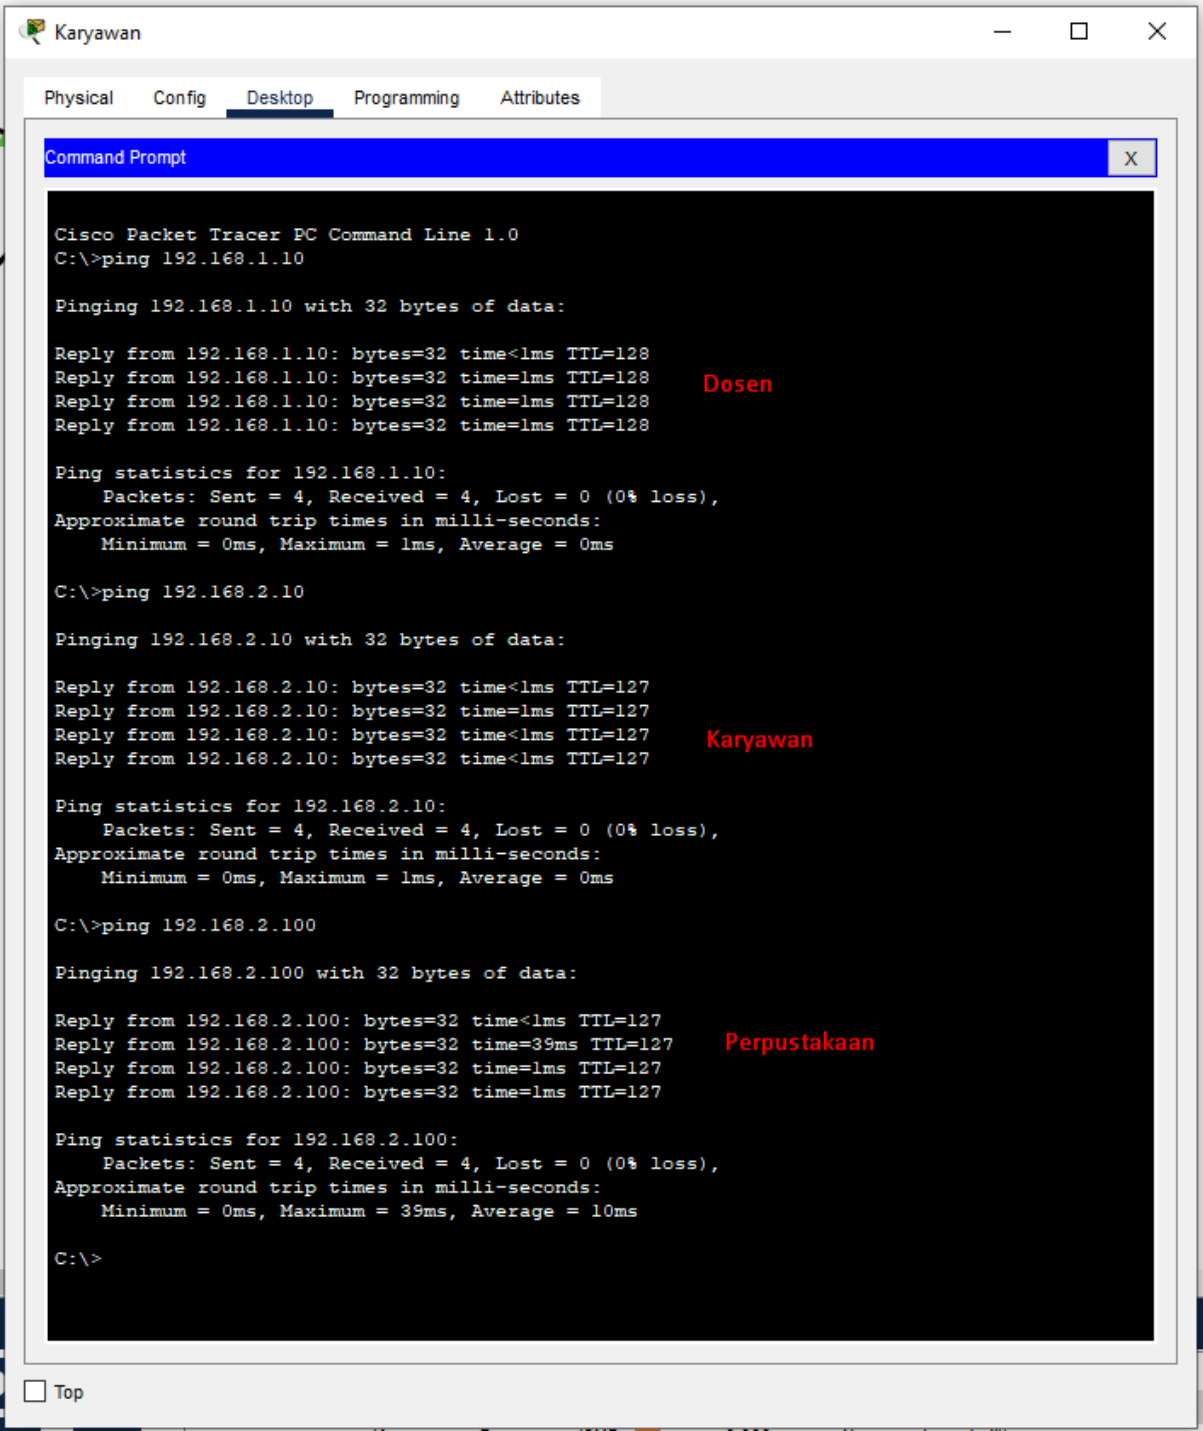 Karyawan
Physical Config Desktop Programming Attributes
Command Prompt X
Cisco Packet Tracer PC Command Line 1.0
C:\>ping 192.168.1.10
Pinging 192.168.1.10 with 32 bytes of data:
Reply from 192.168.1.10: bytes=32 time<1ms TTL=128
Reply from 192.168.1.10: bytes=32 time=1ms TTL=128
Reply from 192.168.1.10: bytes=32 time=1ms TTL=128
Reply from 192.168.1.10: bytes=32 time=1ms TTL=128
Dosen
Ping statistics for 192.168.1.10:
Packets: Sent = 4, Received = 4, Lost = 0 (0% loss),
Approximate round trip times in milli-seconds:
Minimum = 0ms, Maximum = 1ms, Average = 0ms
C:\>ping 192.168.2.10
Pinging 192.168.2.10 with 32 bytes of data:
Reply from 192.168.2.10: bytes=32 time<1ms TTL=127
Reply from 192.168.2.10: bytes=32 time=1ms TTL=127
Reply from 192.168.2.10: bytes=32 time<1ms TTL=127
Reply from 192.168.2.10: bytes=32 time<1ms TTL=127
Karyawan
Ping statistics for 192.168.2.10:
Packets: Sent = 4, Received = 4, Lost = 0 (0% loss),
Approximate round trip times in milli-seconds:
Minimum = 0ms, Maximum = 1ms, Average = 0ms
C:\>ping 192.168.2.100
Pinging 192.168.2.100 with 32 bytes of data:
Reply from 192.168.2.100: bytes=32 time<1ms TTL=127
Reply from 192.168.2.100: bytes=32 time=39ms TTL=127
Reply from 192.168.2.100: bytes=32 time=1ms TTL=127
Reply from 192.168.2.100: bytes=32 time=1ms TTL=127
Perpustakaan
Ping statistics for 192.168.2.100:
Packets: Sent = 4, Received = 4, Lost = 0 (0% loss),
Approximate round trip times in milli-seconds:
Minimum = 0ms, Maximum = 39ms, Average = 10ms
C:\>
Top